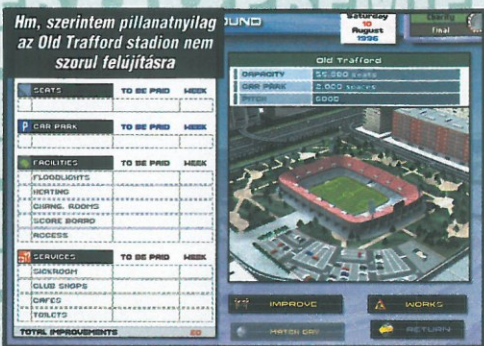 Hm, szerintem pillanatnyilag
az Old Trafford stadion nem
szorul felújításra
OUND
Saturday
10
August
1996
Charity
Final
SEATS TO BE PAID WEEK
P CAR PARK TO BE PAID WEEK
FACILITIES TO BE PAID WEEK
FLOODLIGHTS
HEATING
CHANG. ROOMS
SCORE BOARD
ACCESS
SERVICES TO BE PAID WEEK
SICKROOM
CLUB SHOPS
CAFES
TOILETS
TOTAL IMPROVEMENTS £0
Old Trafford
CAPACITY 55.000 seats
CAR PARK 2.000 spaces
PITCH GOOD
IMPROVE
WORKS
MATCH DAY
RETURN